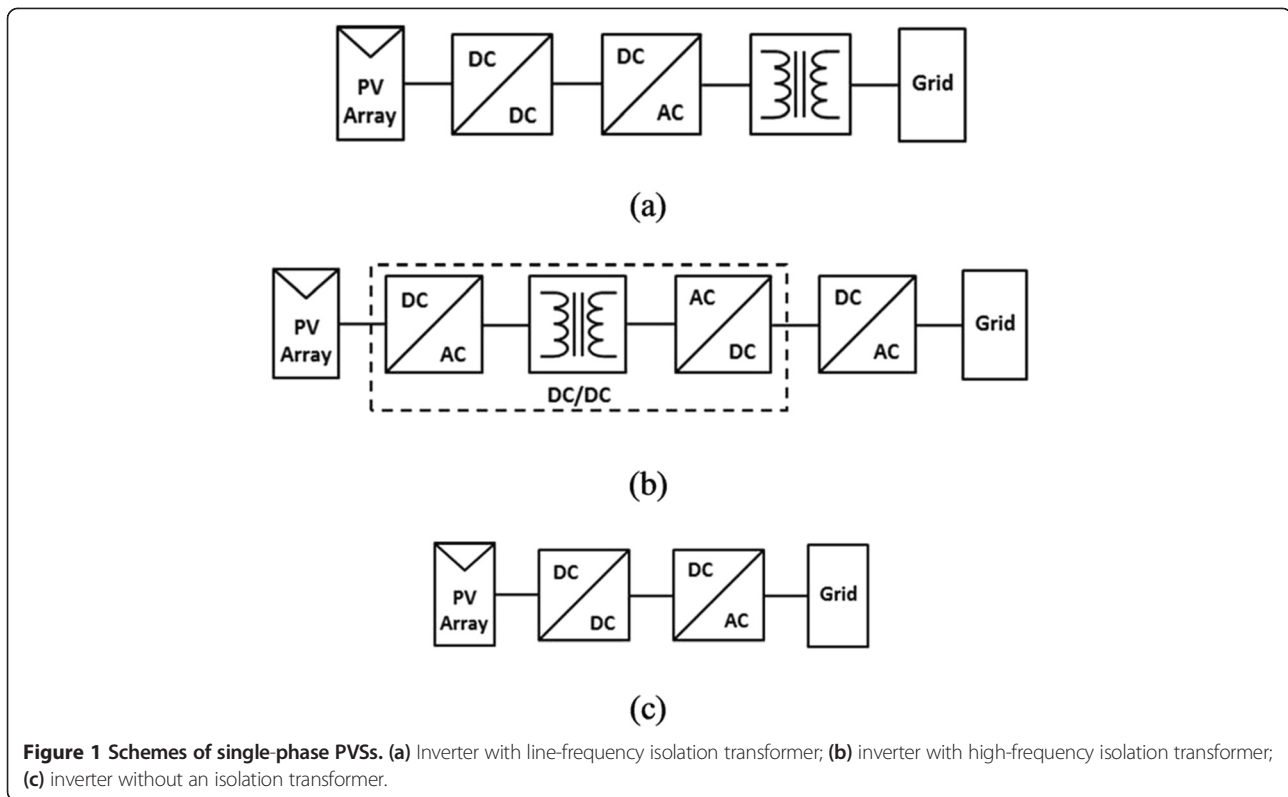 PV
Array
DC
DC
DC
AC
Grid
(a)
PV
Array
DC
AC
AC
DC
DC
AC
Grid
DC/DC
(b)
PV
Array
DC
DC
DC
AC
Grid
(c)
Figure 1 Schemes of single-phase PVSs. (a) Inverter with line-frequency isolation transformer; (b) inverter with high-frequency isolation transformer;
(c) inverter without an isolation transformer.